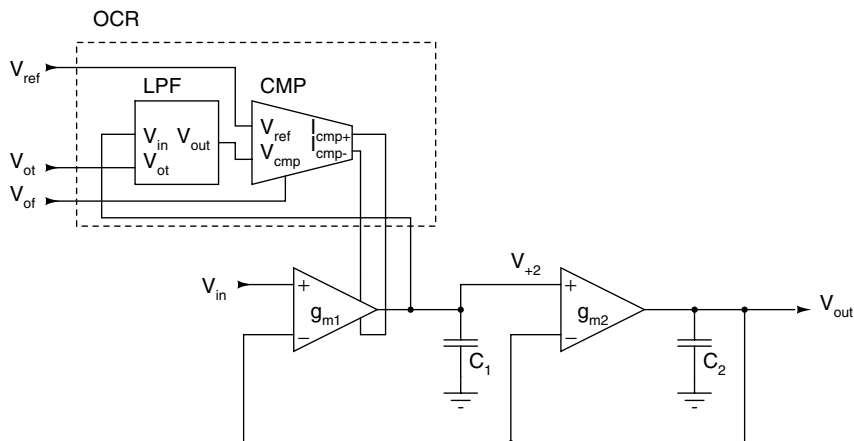 OCR
V_ref
LPF
CMP
V_in V_out
V_ot
V_ref
V_cmp
I_cmp+
I_cmp-
V_ot
V_of
V_in
+
g_m1
−
V_+2
+
g_m2
−
V_out
C_1
C_2